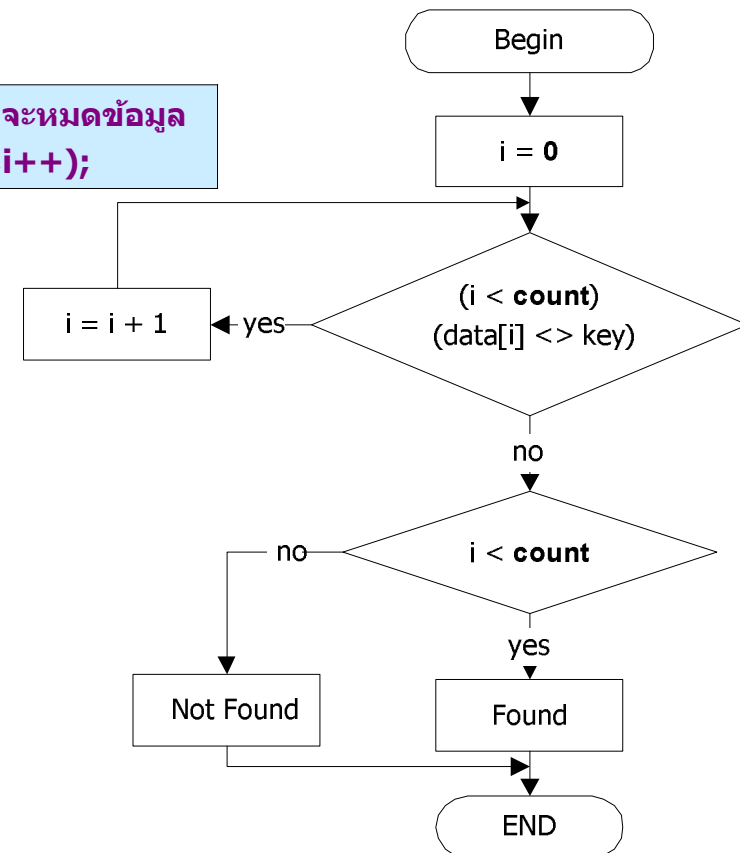 Begin
จะหมดข้อมูล
i++);
i = 0
(i < count)
(data[i] <> key)
yes
i = i + 1
no
i < count
no
yes
Not Found
Found
END